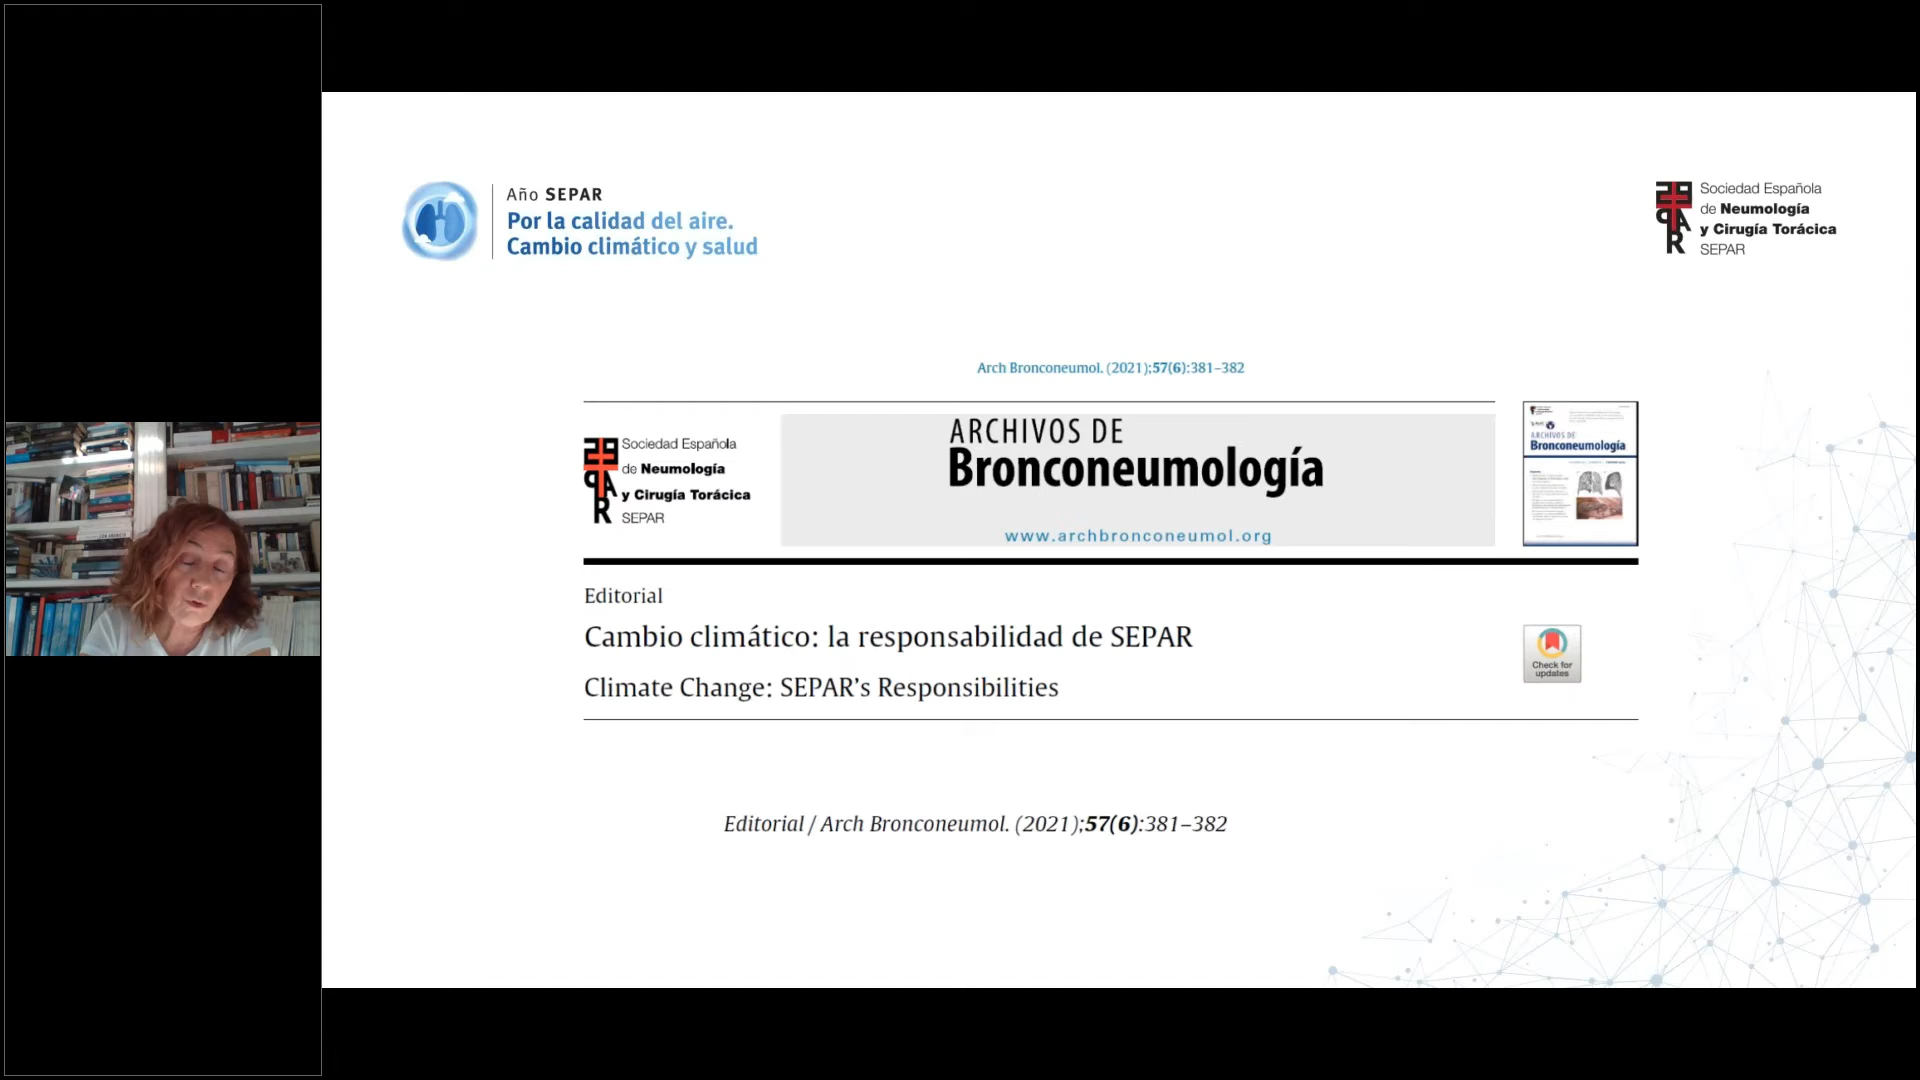 Año SEPAR
Por la calidad del aire.
Cambio climático y salud
Sociedad Española
de Neumología
y Cirugía Torácica
SEPAR
Arch Bronconeumol. (2021);57(6):381–382
Sociedad Española
de Neumología
y Cirugía Torácica
SEPAR
ARCHIVOS DE
Bronconeumología
www.archbronconeumol.org
ARCHIVOS DE
Bronconeumología
Editorial
Cambio climático: la responsabilidad de SEPAR
Climate Change: SEPAR’s Responsibilities
Check for
updates
Editorial / Arch Bronconeumol. (2021);57(6):381–382